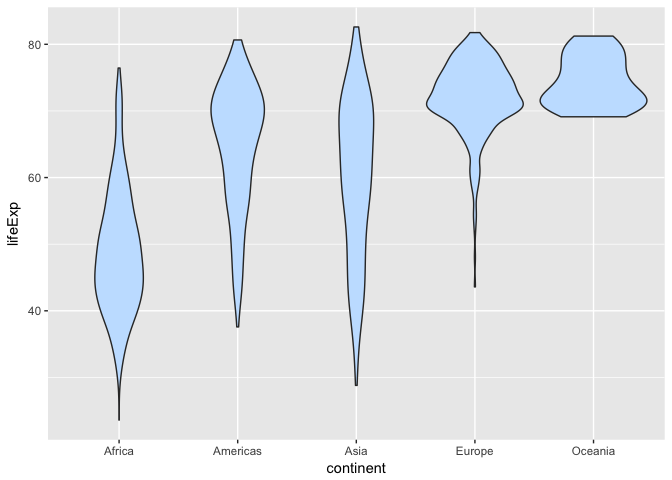 80
60
40
lifeExp
Africa
Americas
Asia
Europe
Oceania
continent